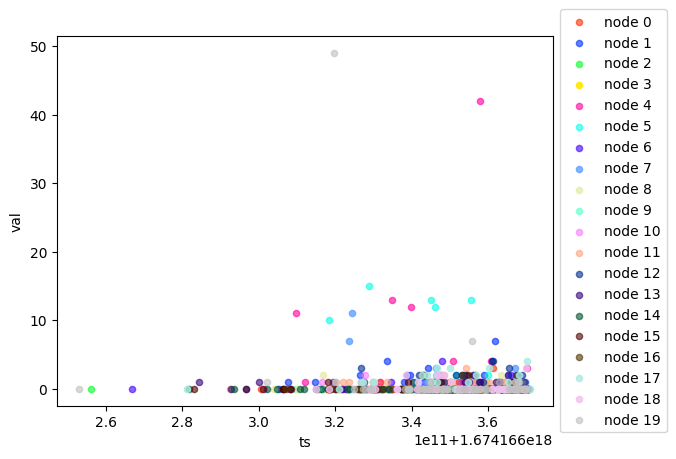 50
40
30
20
10
0
val
2.6
2.8
3.0
3.2
3.4
3.6
ts
1e11+1.674166e18
node 0
node 1
node 2
node 3
node 4
node 5
node 6
node 7
node 8
node 9
node 10
node 11
node 12
node 13
node 14
node 15
node 16
node 17
node 18
node 19